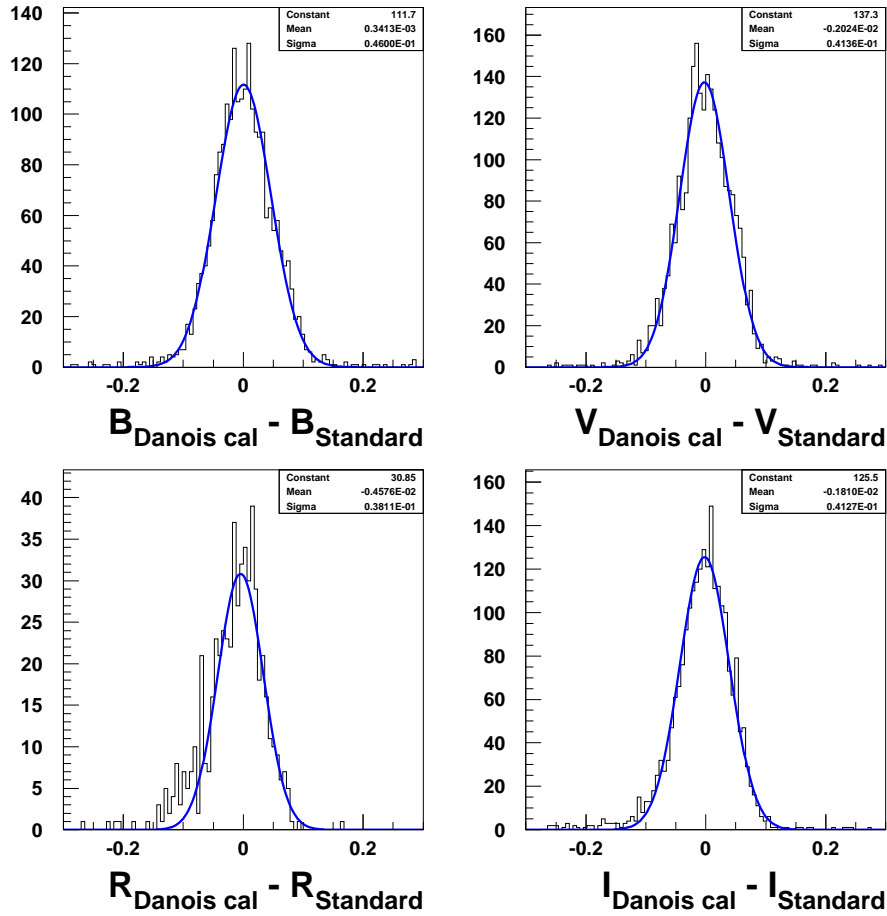 Constant 111.7
Mean 0.3413E-03
Sigma 0.4600E-01
120
100
80
60
40
20
0
-0.2 0 0.2
B Danois cal - B Standard
Constant 137.3
Mean -0.2024E-02
Sigma 0.4136E-01
160
140
120
100
80
60
40
20
0
-0.2 0 0.2
V Danois cal - V Standard
Constant 30.85
Mean -0.4576E-02
Sigma 0.3811E-01
40
35
30
25
20
15
10
5
0
-0.2 0 0.2
R Danois cal - R Standard
Constant 125.5
Mean -0.1810E-02
Sigma 0.4127E-01
160
140
120
100
80
60
40
20
0
-0.2 0 0.2
I Danois cal - I Standard